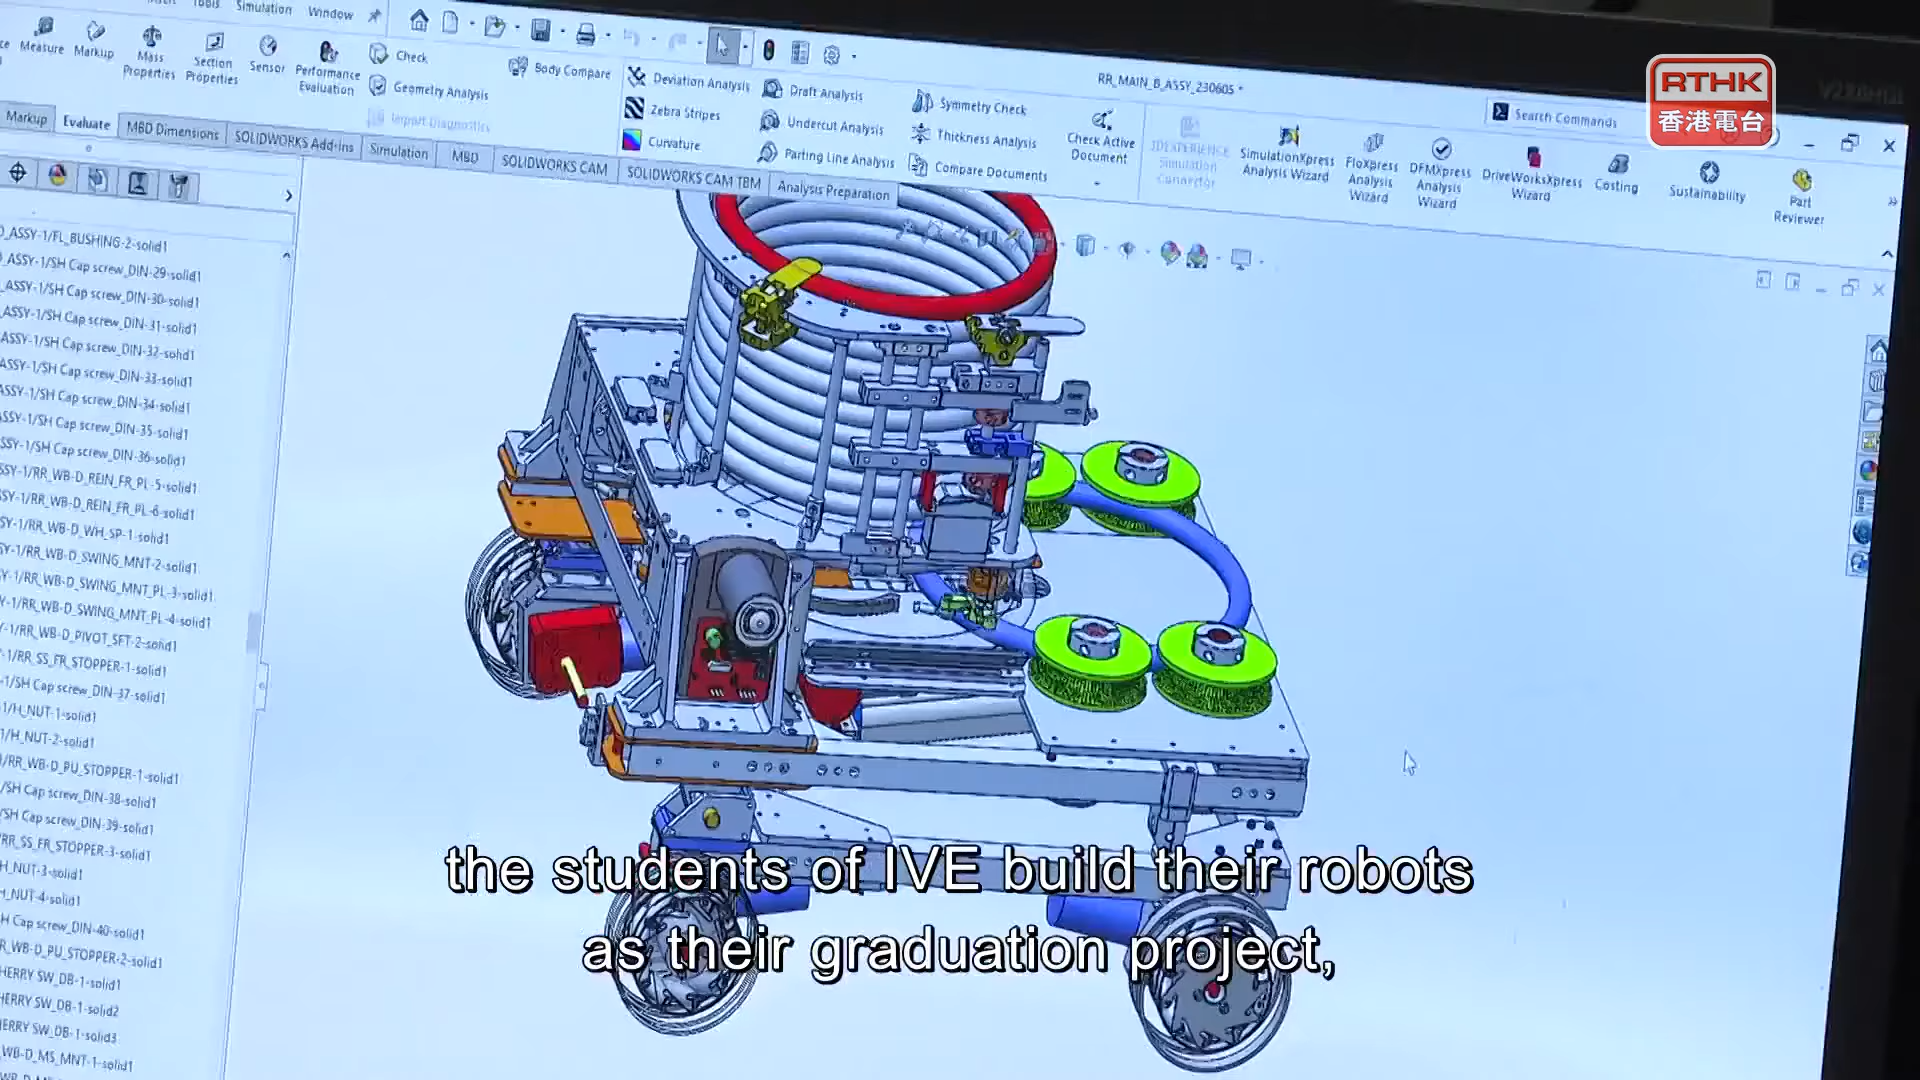 Tools
Simulation
Window
Measure
Markup
Mass
Properties
Section
Properties
Sensor
Performance
Evaluation
Check
Geometry Analysis
Import Diagnostics
Body Compare
Deviation Analysis
Zebra Stripes
Curvature
Draft Analysis
Undercut Analysis
Parting Line Analysis
Symmetry Check
Thickness Analysis
Compare Documents
Check Active
Document
RR_MAIN_B_ASSY_230605 *
Search Commands
3DEXPERIENCE
Simulation
Connector
SimulationXpress
Analysis Wizard
FloXpress
Analysis
Wizard
DFMXpress
Analysis
Wizard
DriveWorksXpress
Wizard
Costing
Sustainability
Part
Reviewer
RTHK
香港電台
Markup
Evaluate
MBD Dimensions
SOLIDWORKS Add-Ins
Simulation
MBD
SOLIDWORKS CAM
SOLIDWORKS CAM TBM
Analysis Preparation
D_ASSY-1/FL_BUSHING-2-solid1
_ASSY-1/SH Cap screw_DIN-29-solid1
_ASSY-1/SH Cap screw_DIN-30-solid1
ASSY-1/SH Cap screw_DIN-31-solid1
ASSY-1/SH Cap screw_DIN-32-solid1
ASSY-1/SH Cap screw_DIN-33-solid1
ASSY-1/SH Cap screw_DIN-34-solid1
SSY-1/SH Cap screw_DIN-35-solid1
SSY-1/SH Cap screw_DIN-36-solid1
SSY-1/RR_WB-D_REIN_FR_PL-5-solid1
SY-1/RR_WB-D_REIN_FR_PL-6-solid1
SY-1/RR_WB-D_WH_SP-1-solid1
SY-1/RR_WB-D_SWING_MNT-2-solid1
Y-1/RR_WB-D_SWING_MNT_PL-3-solid1
Y-1/RR_WB-D_SWING_MNT_PL-4-solid1
-1/RR_WB-D_PIVOT_SFT-2-solid1
-1/RR_SS_FR_STOPPER-1-solid1
-1/SH Cap screw_DIN-37-solid1
1/H_NUT-1-solid1
1/H_NUT-2-solid1
/RR_WB-D_PU_STOPPER-1-solid1
/SH Cap screw_DIN-38-solid1
SH Cap screw_DIN-39-solid1
RR_SS_FR_STOPPER-3-solid1
H_NUT-3-solid1
H_NUT-4-solid1
H Cap screw_DIN-40-solid1
R_WB-D_PU_STOPPER-2-solid1
HERRY SW_DB-1-solid1
HERRY SW_DB-1-solid2
ERRY SW_DB-1-solid3
WB-D_MS_MNT-1-solid1
the students of IVE build their robots
as their graduation project,